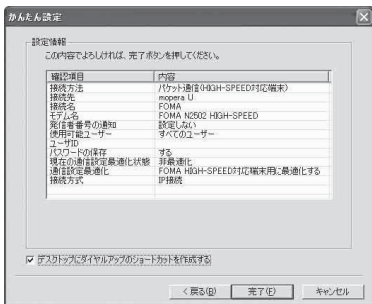 かんたん設定
設定情報
この内容でよろしければ、完了ボタンを押してください。
確認項目 内容
接続方法 パケット通信(HIGH-SPEED対応端末)
接続先 mopera U
接続名 FOMA
モデム名 FOMA N2502 HIGH-SPEED
発信者番号の通知 設定しない
使用可能ユーザー すべてのユーザー
ユーザID
パスワードの保存 する
現在の通信設定最適化状態 非最適化
通信設定最適化 FOMA HIGH-SPEED対応端末用に最適化する
接続方式 IP接続
デスクトップにダイヤルアップのショートカットを作成する
< 戻る(B) 完了(F) キャンセル